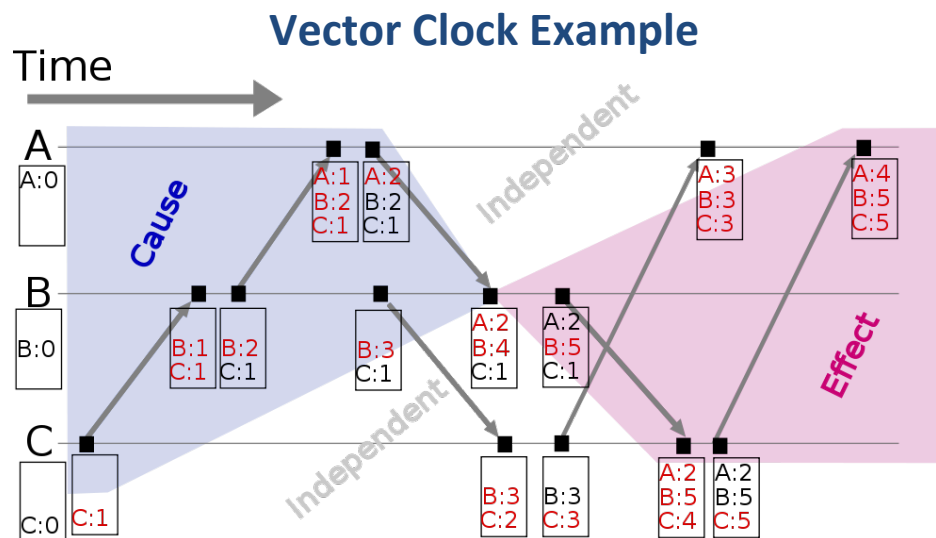 Vector Clock Example
Time
Independent
A
A:0
A:1
B:2
C:1
A:2
B:2
C:1
A:3
B:3
C:3
A:4
B:5
C:5
Cause
B
B:0
B:1
C:1
B:2
C:1
B:3
C:1
A:2
B:4
C:1
A:2
B:5
C:1
Effect
Independent
C
C:0
C:1
B:3
C:2
B:3
C:3
A:2
B:5
C:4
A:2
B:5
C:5